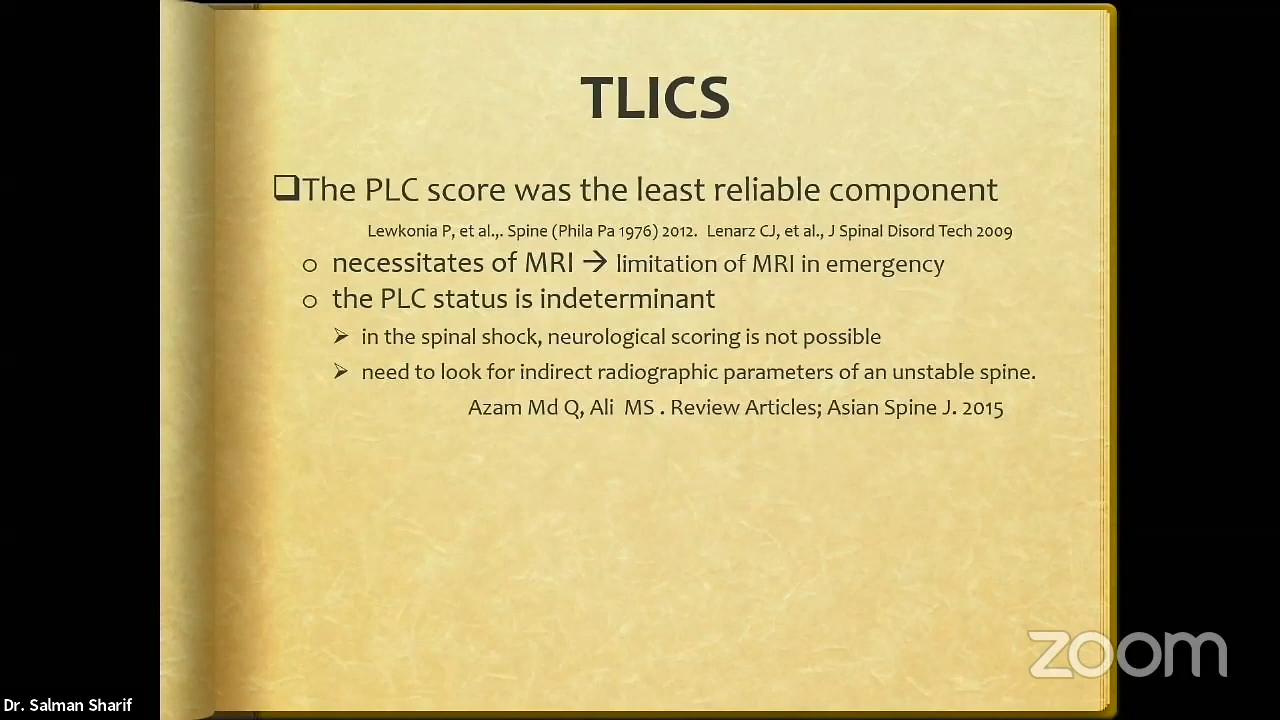 TLICS
❑The PLC score was the least reliable component
Lewkonia P, et al.,. Spine (Phila Pa 1976) 2012. Lenarz CJ, et al., J Spinal Disord Tech 2009
o necessitates of MRI → limitation of MRI in emergency
o the PLC status is indeterminant
➢ in the spinal shock, neurological scoring is not possible
➢ need to look for indirect radiographic parameters of an unstable spine.
Azam Md Q, Ali MS . Review Articles; Asian Spine J. 2015
zoom
Dr. Salman Sharif